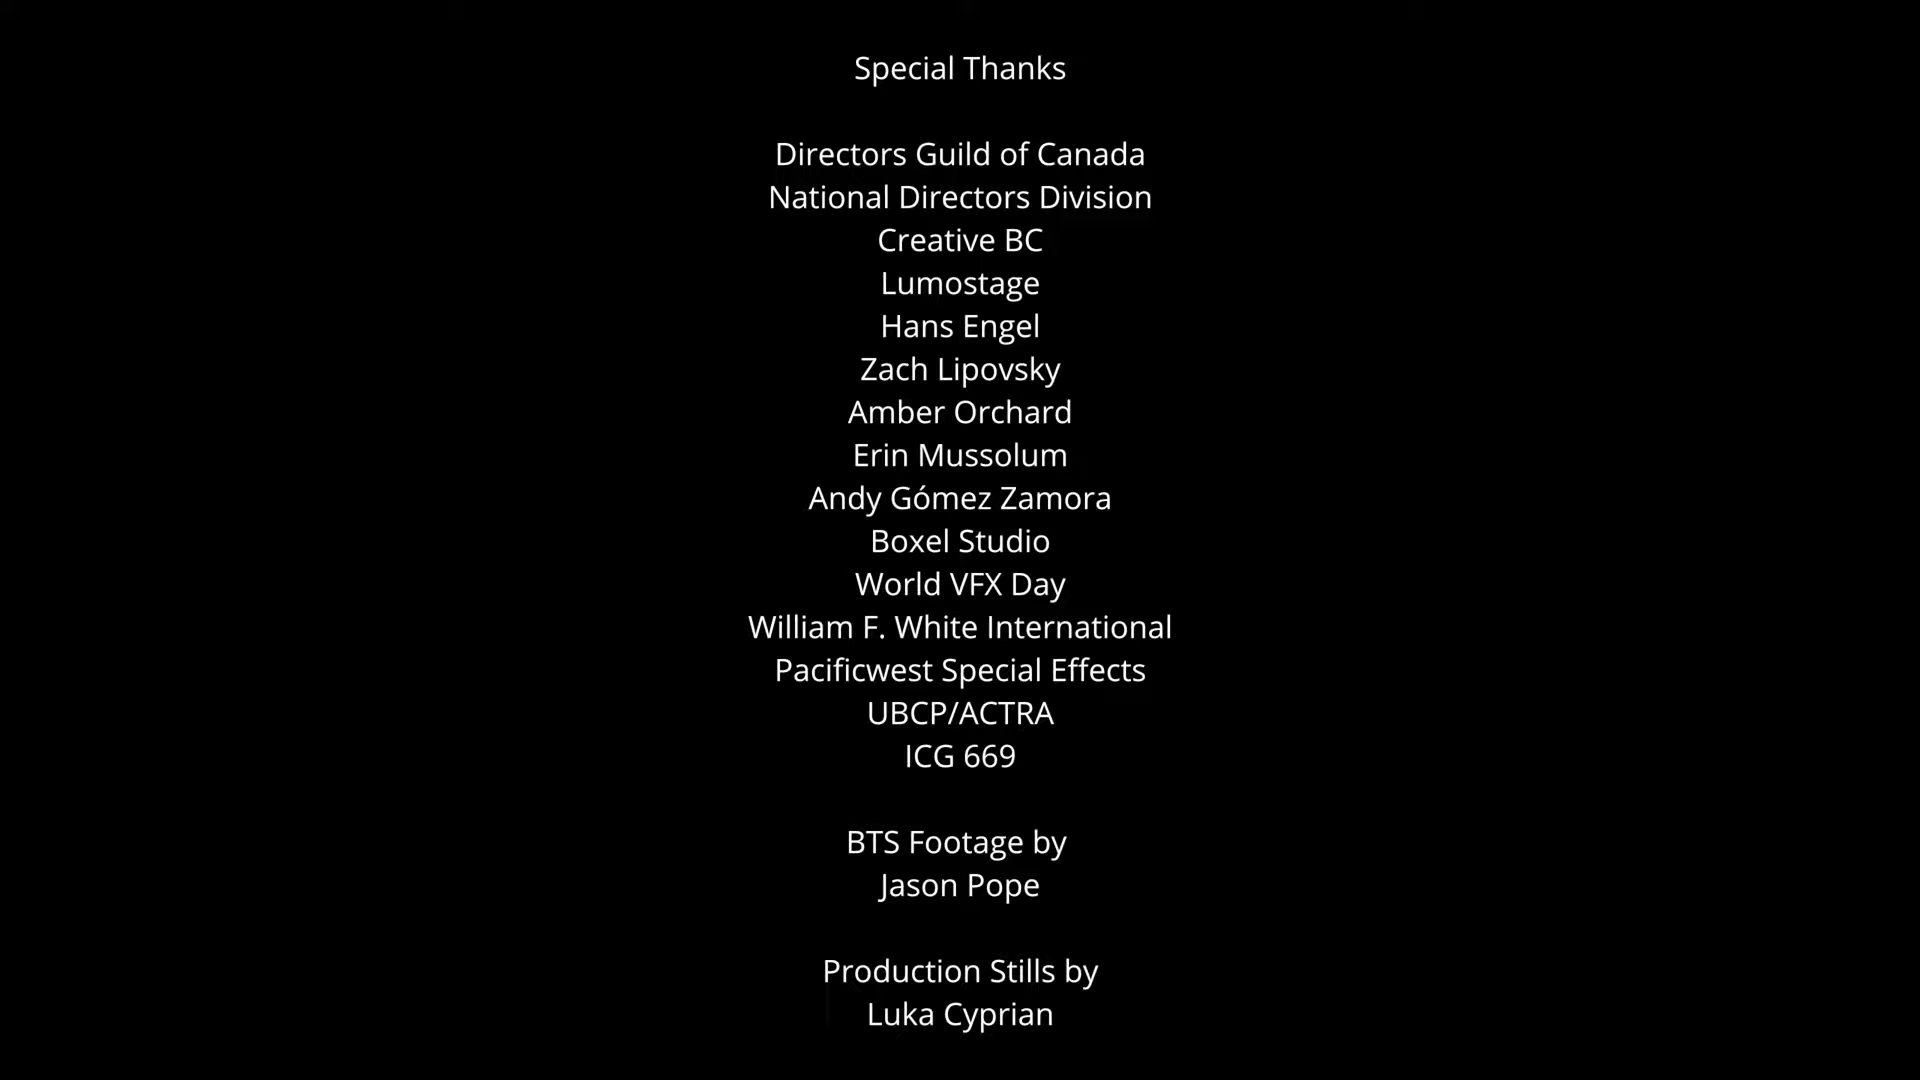 Special Thanks
Directors Guild of Canada
National Directors Division
Creative BC
Lumostage
Hans Engel
Zach Lipovsky
Amber Orchard
Erin Mussolum
Andy Gómez Zamora
Boxel Studio
World VFX Day
William F. White International
Pacificwest Special Effects
UBCP/ACTRA
ICG 669
BTS Footage by
Jason Pope
Production Stills by
Luka Cyprian